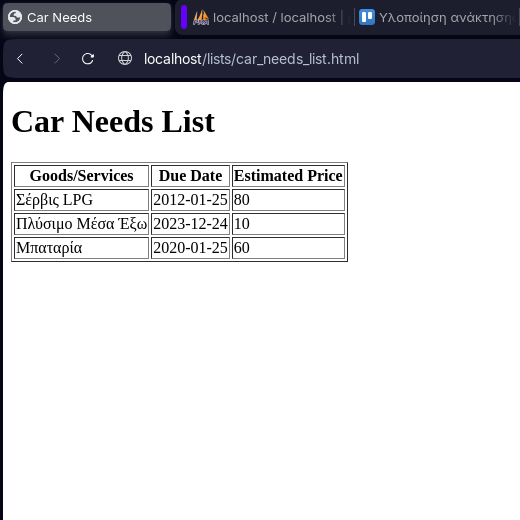 Car Needs
localhost / localhost |
Υλοποίηση ανάκτησης
localhost/lists/car_needs_list.html
Car Needs List
Goods/Services Due Date Estimated Price
Σέρβις LPG 2012-01-25 80
Πλύσιμο Μέσα Έξω 2023-12-24 10
Μπαταρία 2020-01-25 60